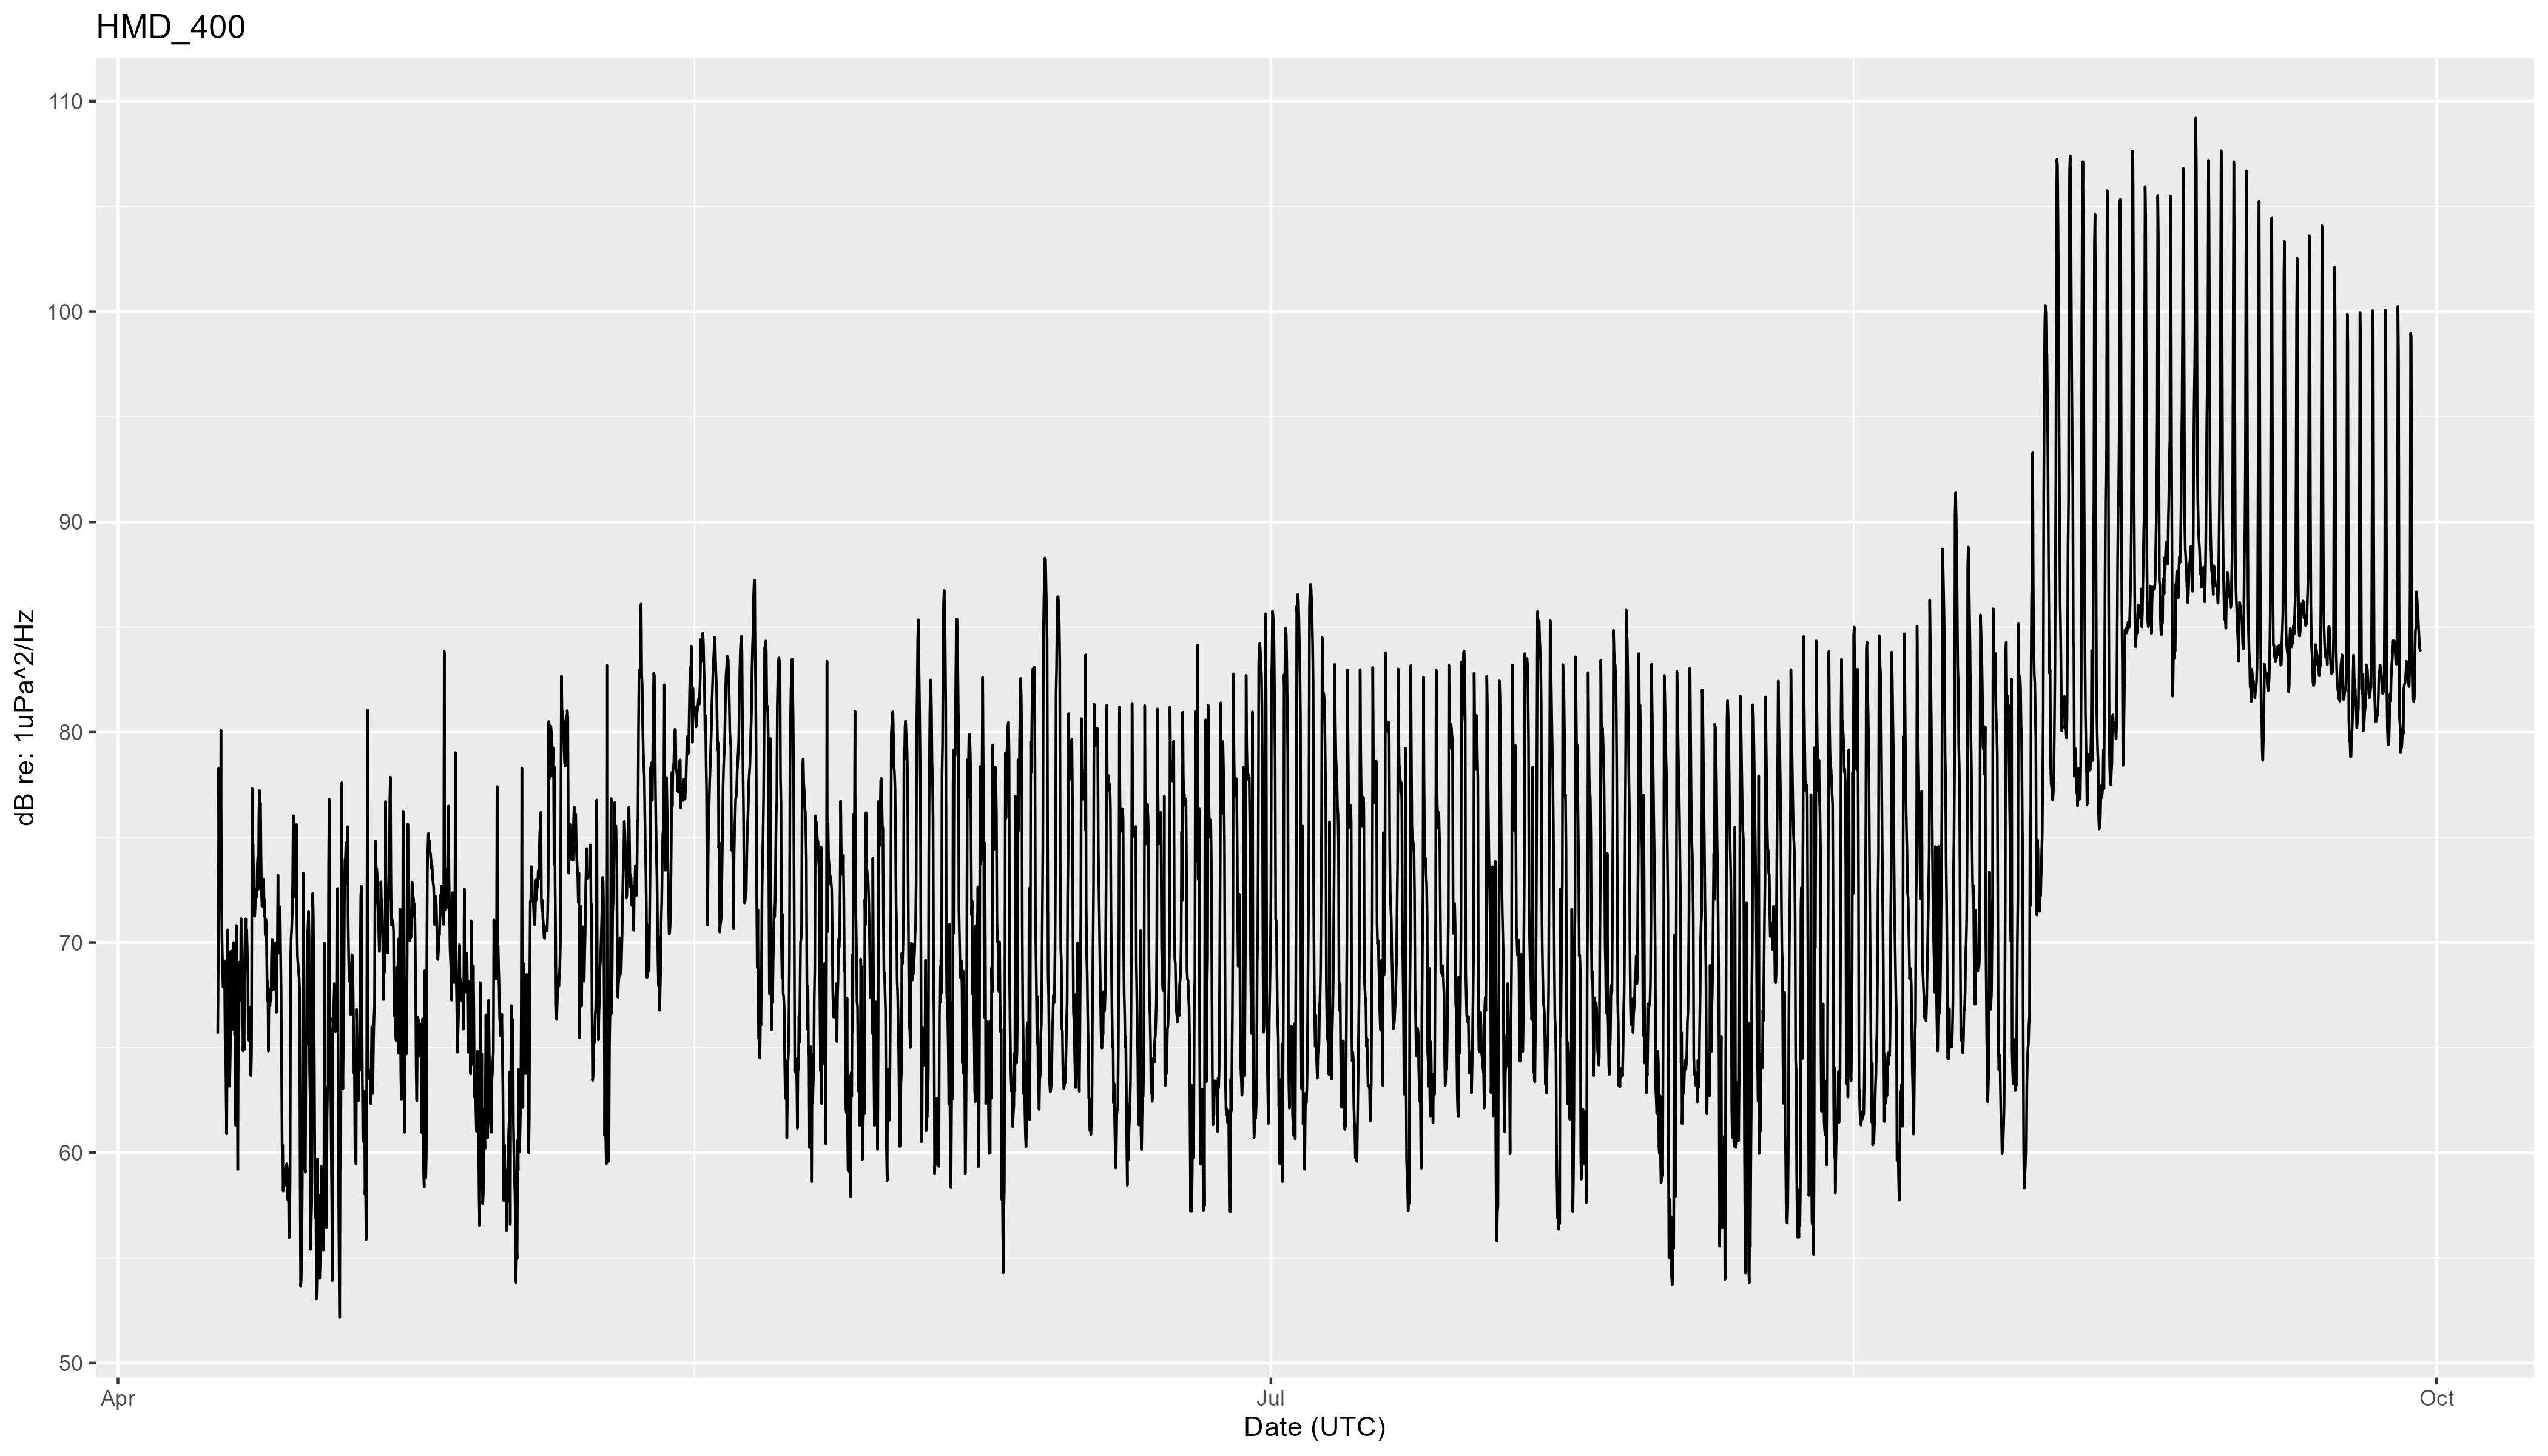 HMD_400
110
100
90
80
70
60
50
dB re: 1uPa^2/Hz
Apr
Jul
Oct
Date (UTC)